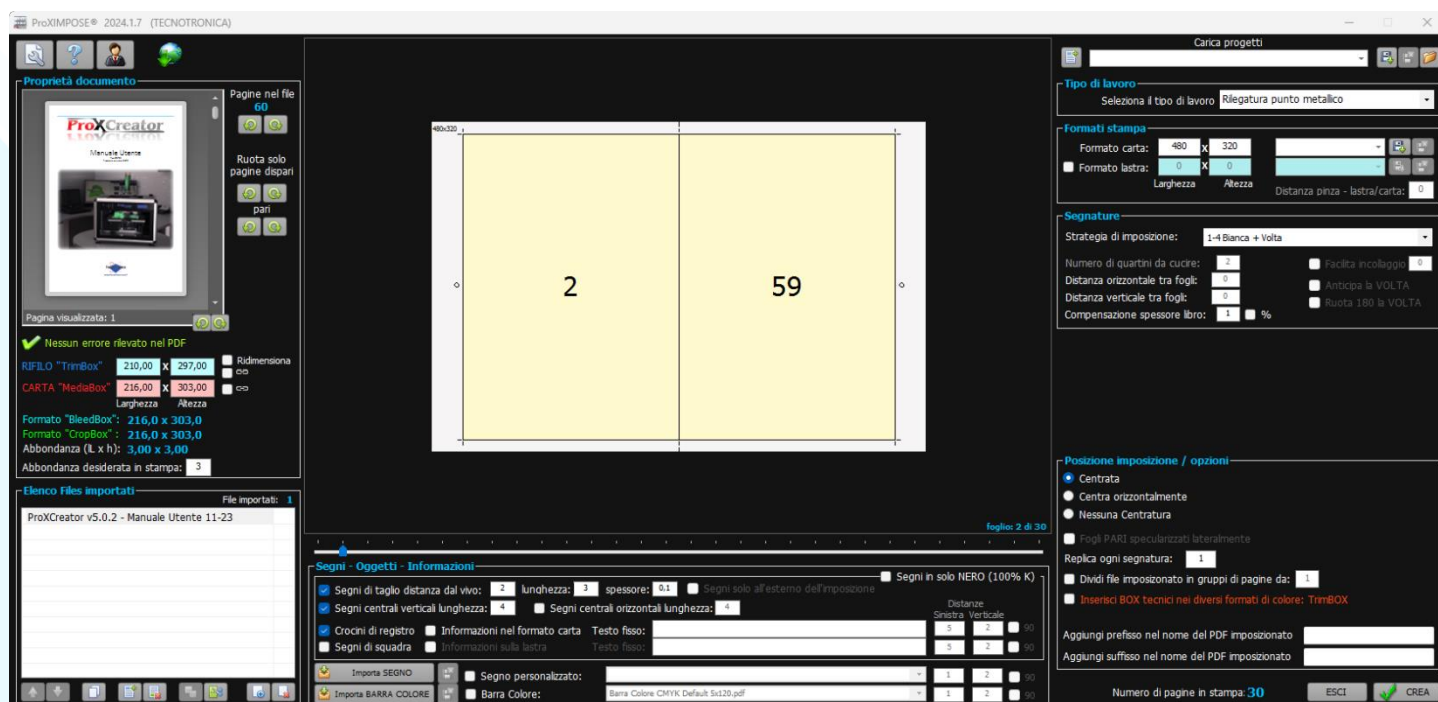 ProXIMPOSE® 2024.1.7 (TECNOTRONICA)
Proprietà documento
Pagine nel file
60
ProXCreator
Manuale Utente
Ruota solo
pagine dispari
pari
Pagina visualizzata: 1
Nessun errore rilevato nel PDF
RIFILO "TrimBox" 210,00 X 297,00 Ridimensiona
CARTA "MediaBox" 216,00 X 303,00
Larghezza Altezza
Formato "BleedBox": 216,0 x 303,0
Formato "CropBox" : 216,0 x 303,0
Abbondanza (lL x h): 3,00 x 3,00
Abbondanza desiderata in stampa: 3
Elenco Files importati
File importati: 1
ProXCreator v5.0.2 - Manuale Utente 11-23
480x320
2 59
foglio: 2 di 30
Segni - Oggetti - Informazioni
Segni in solo NERO (100% K)
Segni di taglio distanza dal vivo: 2 lunghezza: 3 spessore: 0,1 Segni solo all'esterno dell'imposizione
Segni centrali verticali lunghezza: 4 Segni centrali orizzontali lunghezza: 4
Distanze
Sinistra Verticale
Crocini di registro Informazioni nel formato carta Testo fisso: 5 2 90
Segni di squadra Informazioni sulla lastra Testo fisso: 5 2 90
Importa SEGNO Segno personalizzato: 1 2 90
Importa BARRA COLORE Barra Colore: Barra Colore CMYK Default 5x120.pdf 1 2 90
Carica progetti
Tipo di lavoro
Seleziona il tipo di lavoro Rilegatura punto metallico
Formati stampa
Formato carta: 480 X 320
Formato lastra: 0 X 0
Larghezza Altezza
Distanza pinza - lastra/carta: 0
Segnature
Strategia di imposizione: 1-4 Bianca + Volta
Numero di quartini da cucire: 2 Facilita incollaggio 0
Distanza orizzontale tra fogli: 0 Anticipa la VOLTA
Distanza verticale tra fogli: 0 Ruota 180 la VOLTA
Compensazione spessore libro: 1 %
Posizione imposizione / opzioni
Centrata
Centra orizzontalmente
Nessuna Centratura
Fogli PARI specularizzati lateralmente
Replica ogni segnatura: 1
Dividi file imposizonato in gruppi di pagine da: 1
Inserisci BOX tecnici nei diversi formati di colore: TrimBOX
Aggiungi prefisso nel nome del PDF imposizionato
Aggiungi suffisso nel nome del PDF imposizionato
Numero di pagine in stampa: 30 ESCI CREA